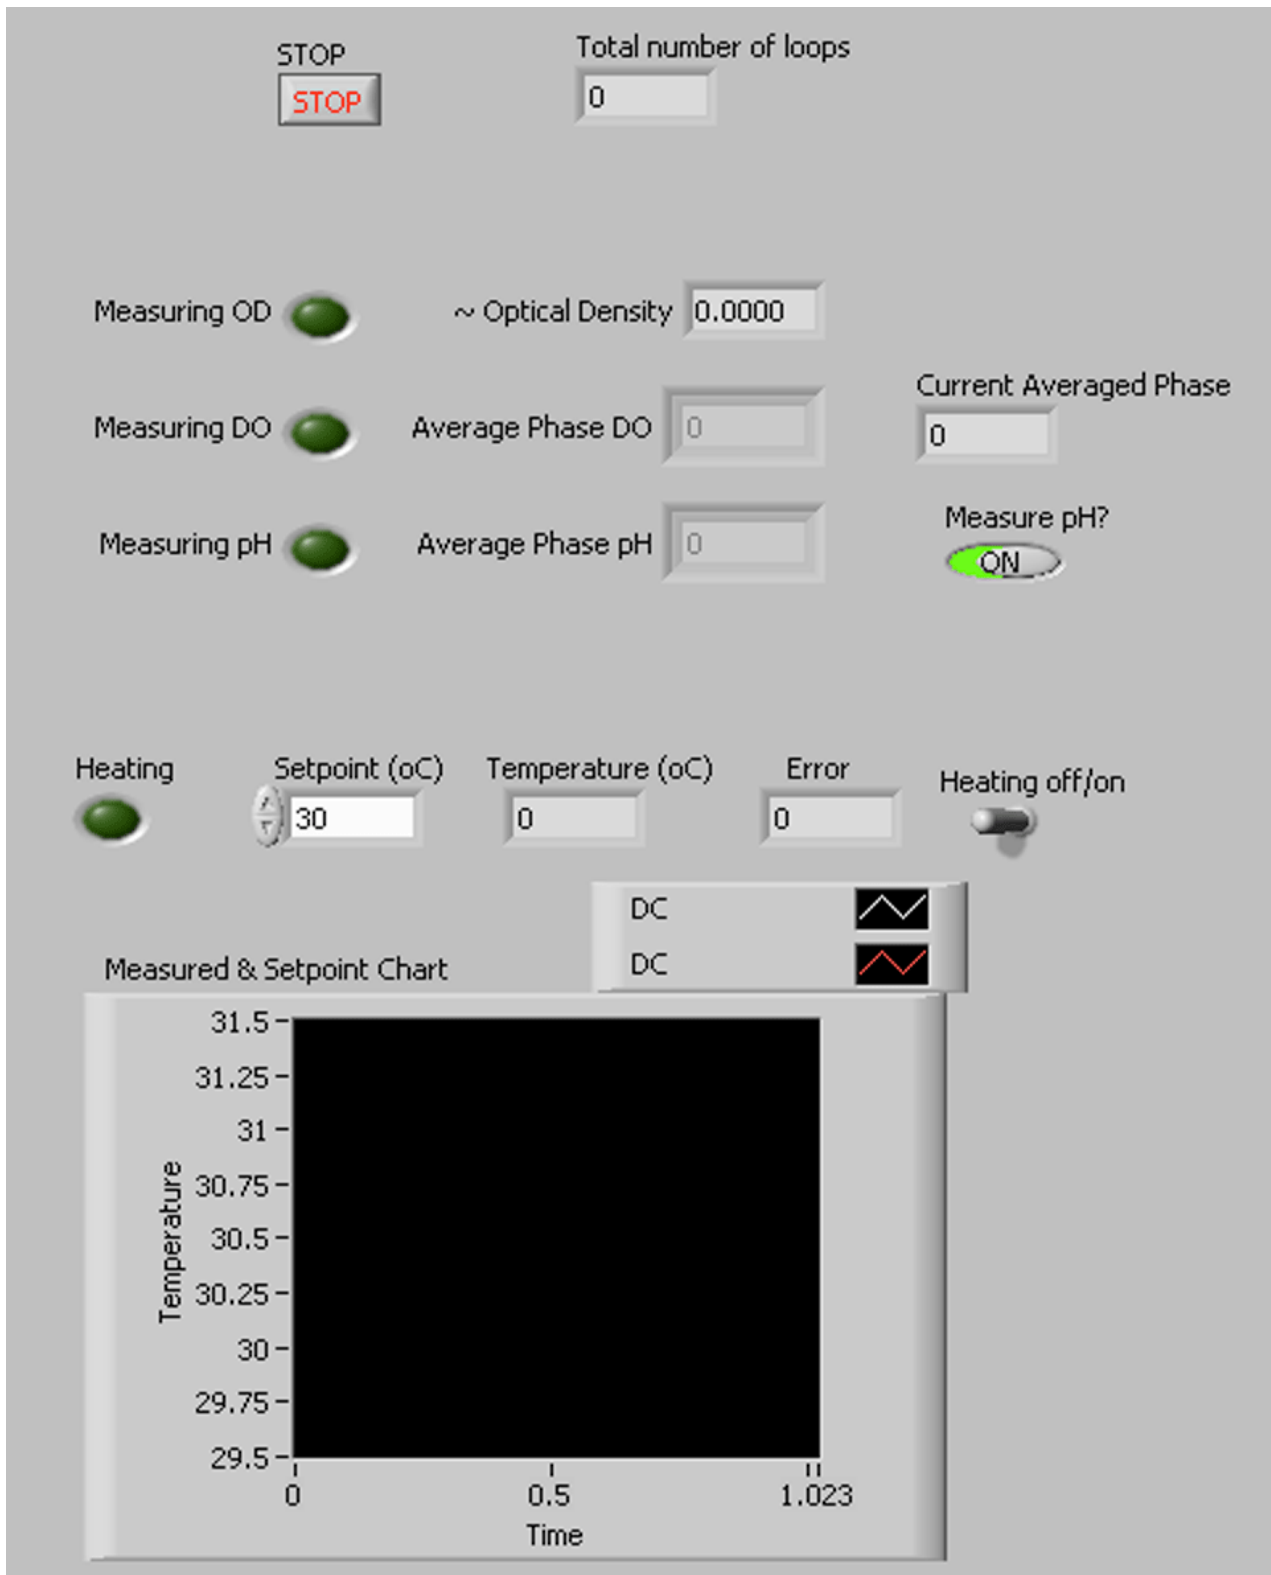 STOP
STOP
Total number of loops
0
Measuring OD
~ Optical Density
0.0000
Measuring DO
Average Phase DO
0
Current Averaged Phase
0
Measuring pH
Average Phase pH
0
Measure pH?
ON
Heating
Setpoint (oC)
30
Temperature (oC)
0
Error
0
Heating off/on
DC
DC
Measured & Setpoint Chart
31.5
31.25
31
30.75
30.5
30.25
30
29.75
29.5
Temperature
0
0.5
1.023
Time